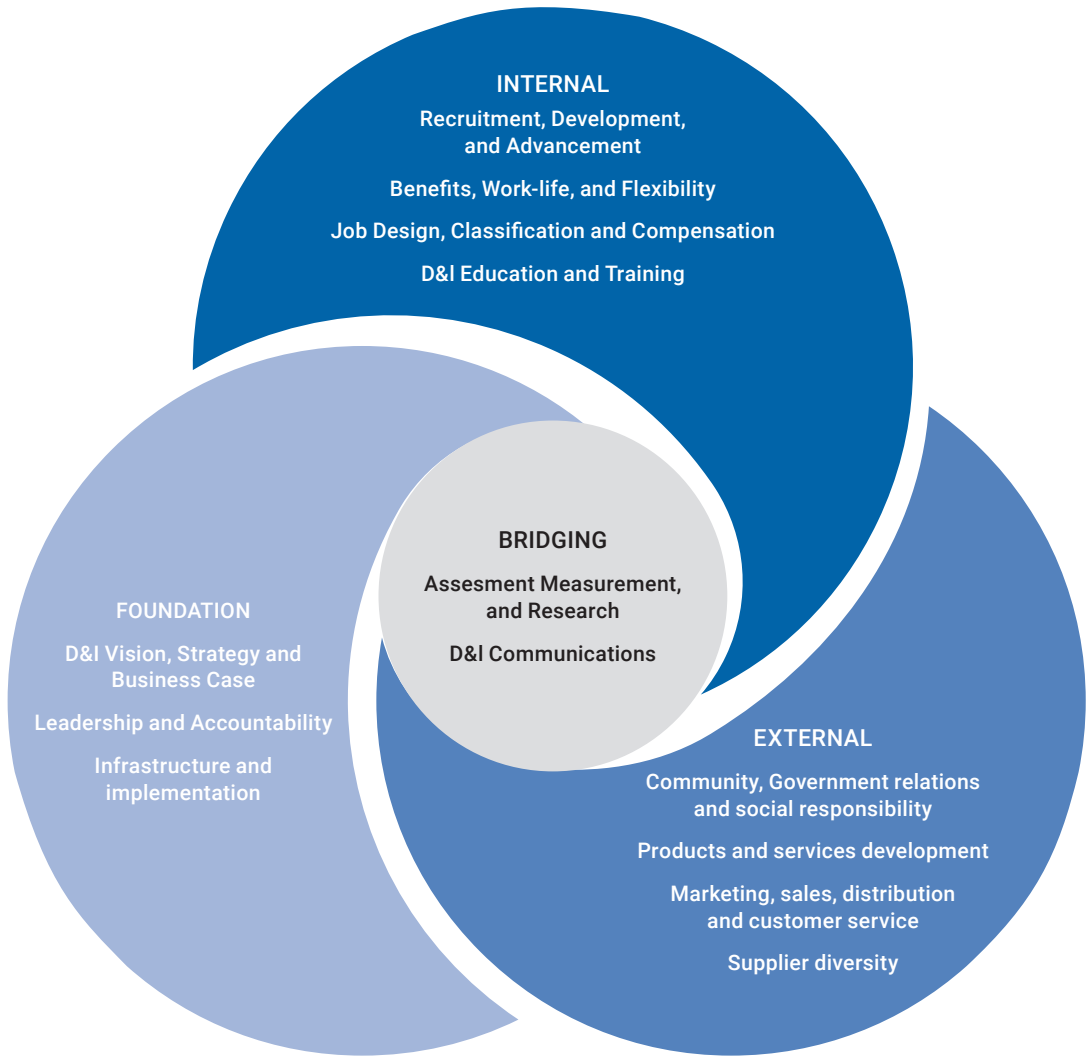 INTERNAL
Recruitment, Development,
and Advancement
Benefits, Work-life, and Flexibility
Job Design, Classification and Compensation
D&l Education and Training
BRIDGING
Assesment Measurement,
and Research
D&l Communications
FOUNDATION
D&I Vision, Strategy and
Business Case
Leadership and Accountability
Infrastructure and
implementation
EXTERNAL
Community, Government relations
and social responsibility
Products and services development
Marketing, sales, distribution
and customer service
Supplier diversity